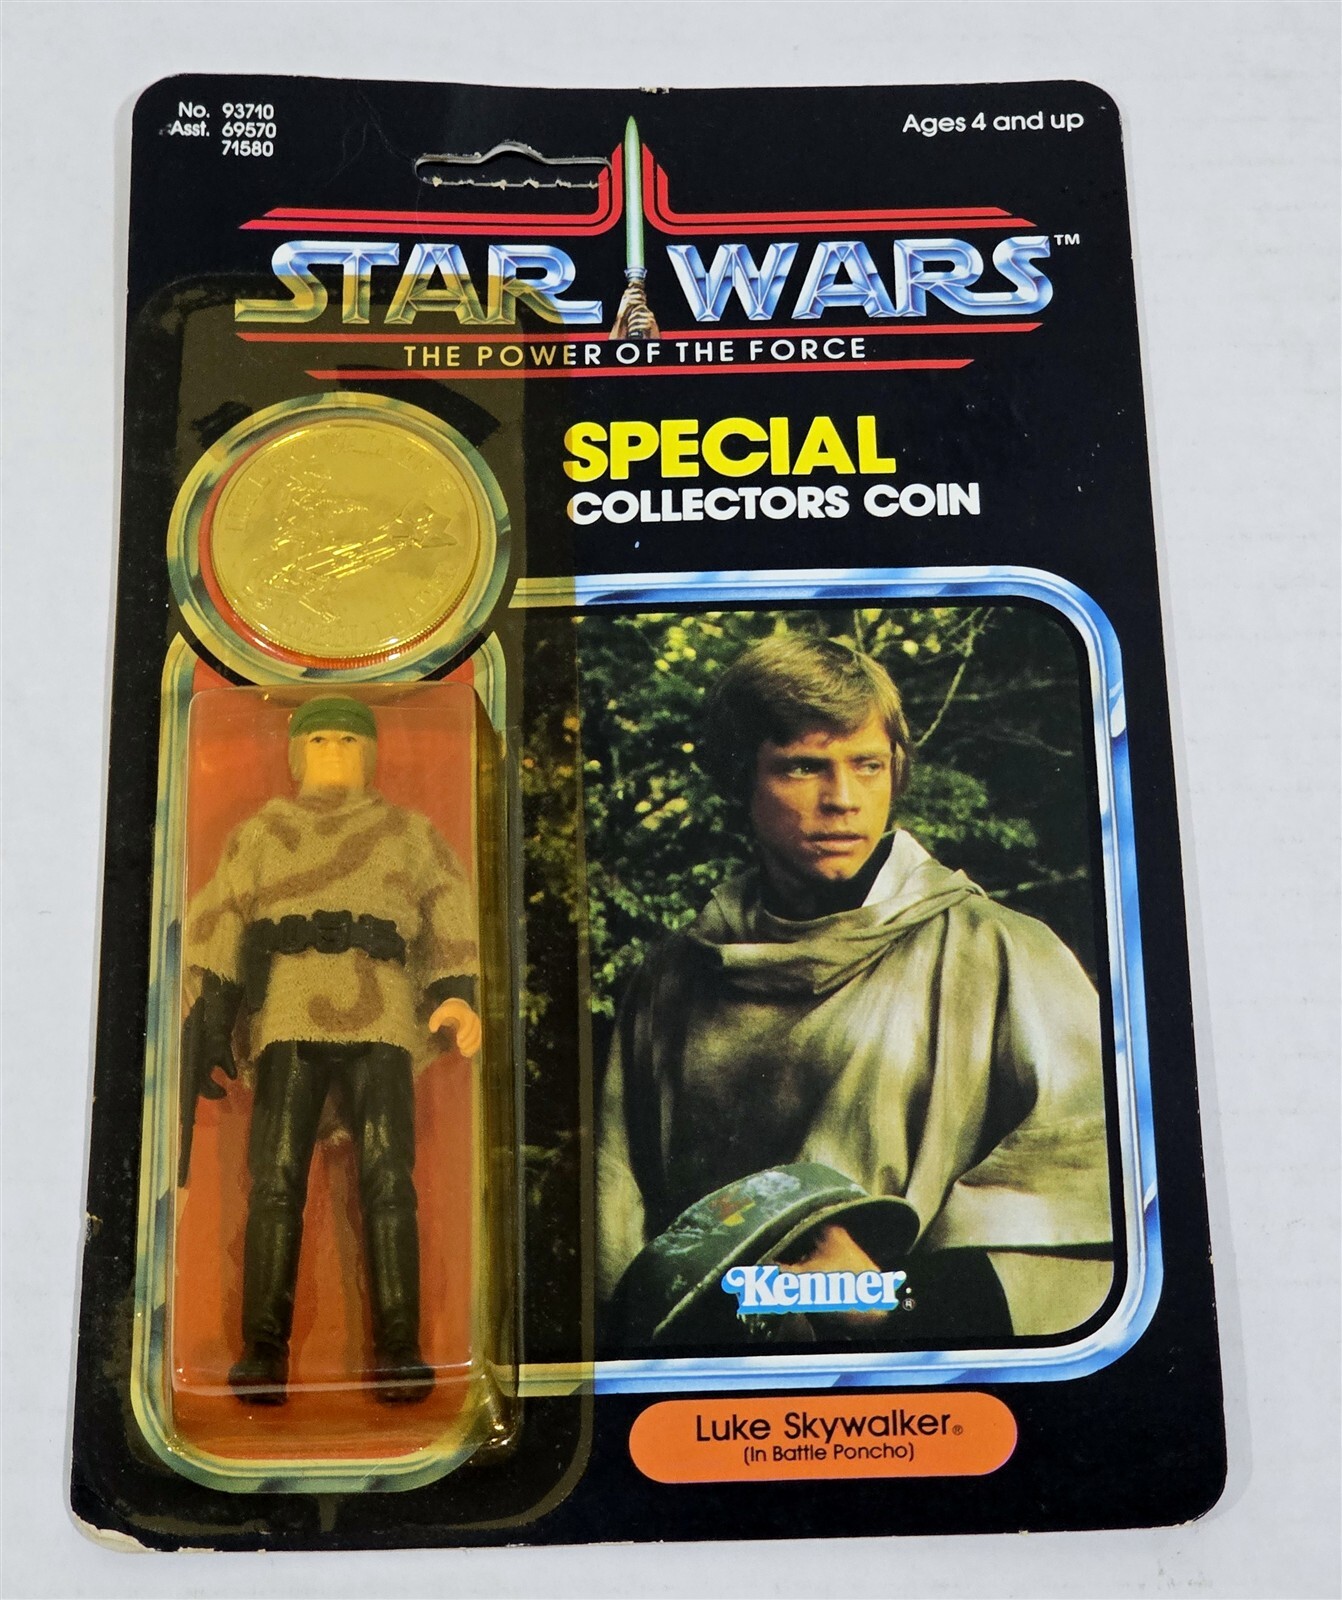 No. 93710
Asst. 69570
71580
Ages 4 and up
STAR WARS™
THE POWER OF THE FORCE
SPECIAL
COLLECTORS COIN
Kenner®
Luke Skywalker®
(In Battle Poncho)